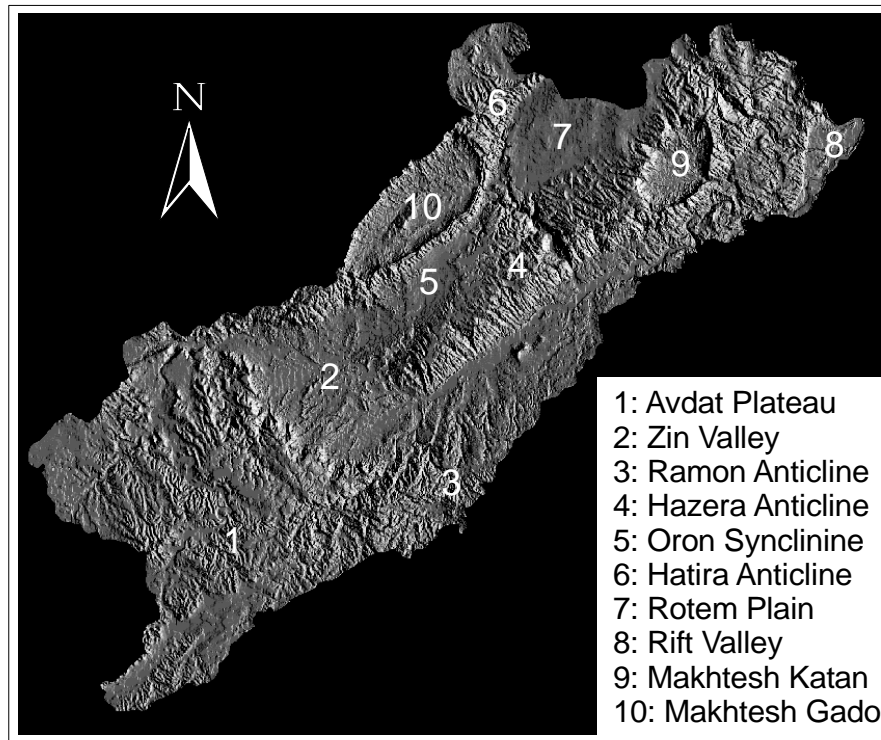 N
6
7
8
9
10
5
4
2
3
1
1: Avdat Plateau
2: Zin Valley
3: Ramon Anticline
4: Hazera Anticline
5: Oron Synclinine
6: Hatira Anticline
7: Rotem Plain
8: Rift Valley
9: Makhtesh Katan
10: Makhtesh Gado